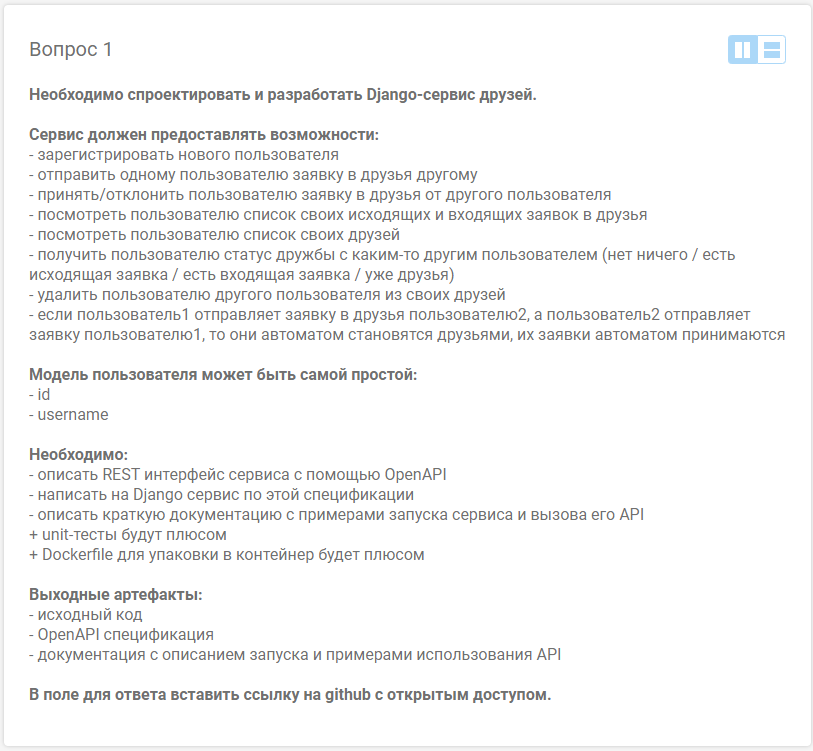 Вопрос 1
Необходимо спроектировать и разработать Django-сервис друзей.
Сервис должен предоставлять возможности:
- зарегистрировать нового пользователя
- отправить одному пользователю заявку в друзья другому
- принять/отклонить пользователю заявку в друзья от другого пользователя
- посмотреть пользователю список своих исходящих и входящих заявок в друзья
- посмотреть пользователю список своих друзей
- получить пользователю статус дружбы с каким-то другим пользователем (нет ничего / есть
исходящая заявка / есть входящая заявка / уже друзья)
- удалить пользователю другого пользователя из своих друзей
- если пользователь1 отправляет заявку в друзья пользователю2, а пользователь2 отправляет
заявку пользователю1, то они автоматом становятся друзьями, их заявки автоматом принимаются
Модель пользователя может быть самой простой:
- id
- username
Необходимо:
- описать REST интерфейс сервиса с помощью OpenAPI
- написать на Django сервис по этой спецификации
- описать краткую документацию с примерами запуска сервиса и вызова его API
+ unit-тесты будут плюсом
+ Dockerfile для упаковки в контейнер будет плюсом
Выходные артефакты:
- исходный код
- OpenAPI спецификация
- документация с описанием запуска и примерами использования API
В поле для ответа вставить ссылку на github с открытым доступом.